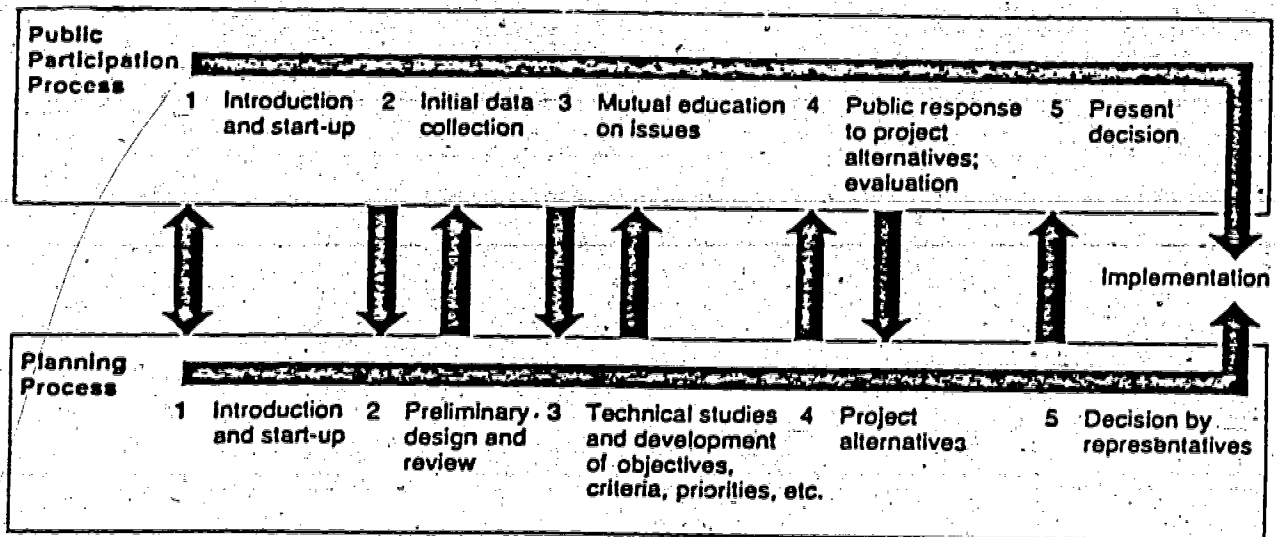 Public
Participation
Process
1 Introduction
and start-up
2 Initial data
collection
3 Mutual education
on issues
4 Public response
to project
alternatives;
evaluation
5 Present
decision
Implementation
Planning
Process
1 Introduction
and start-up
2 Preliminary
design and
review
3 Technical studies
and development
of objectives,
criteria, priorities, etc.
4 Project
alternatives
5 Decision by
representatives